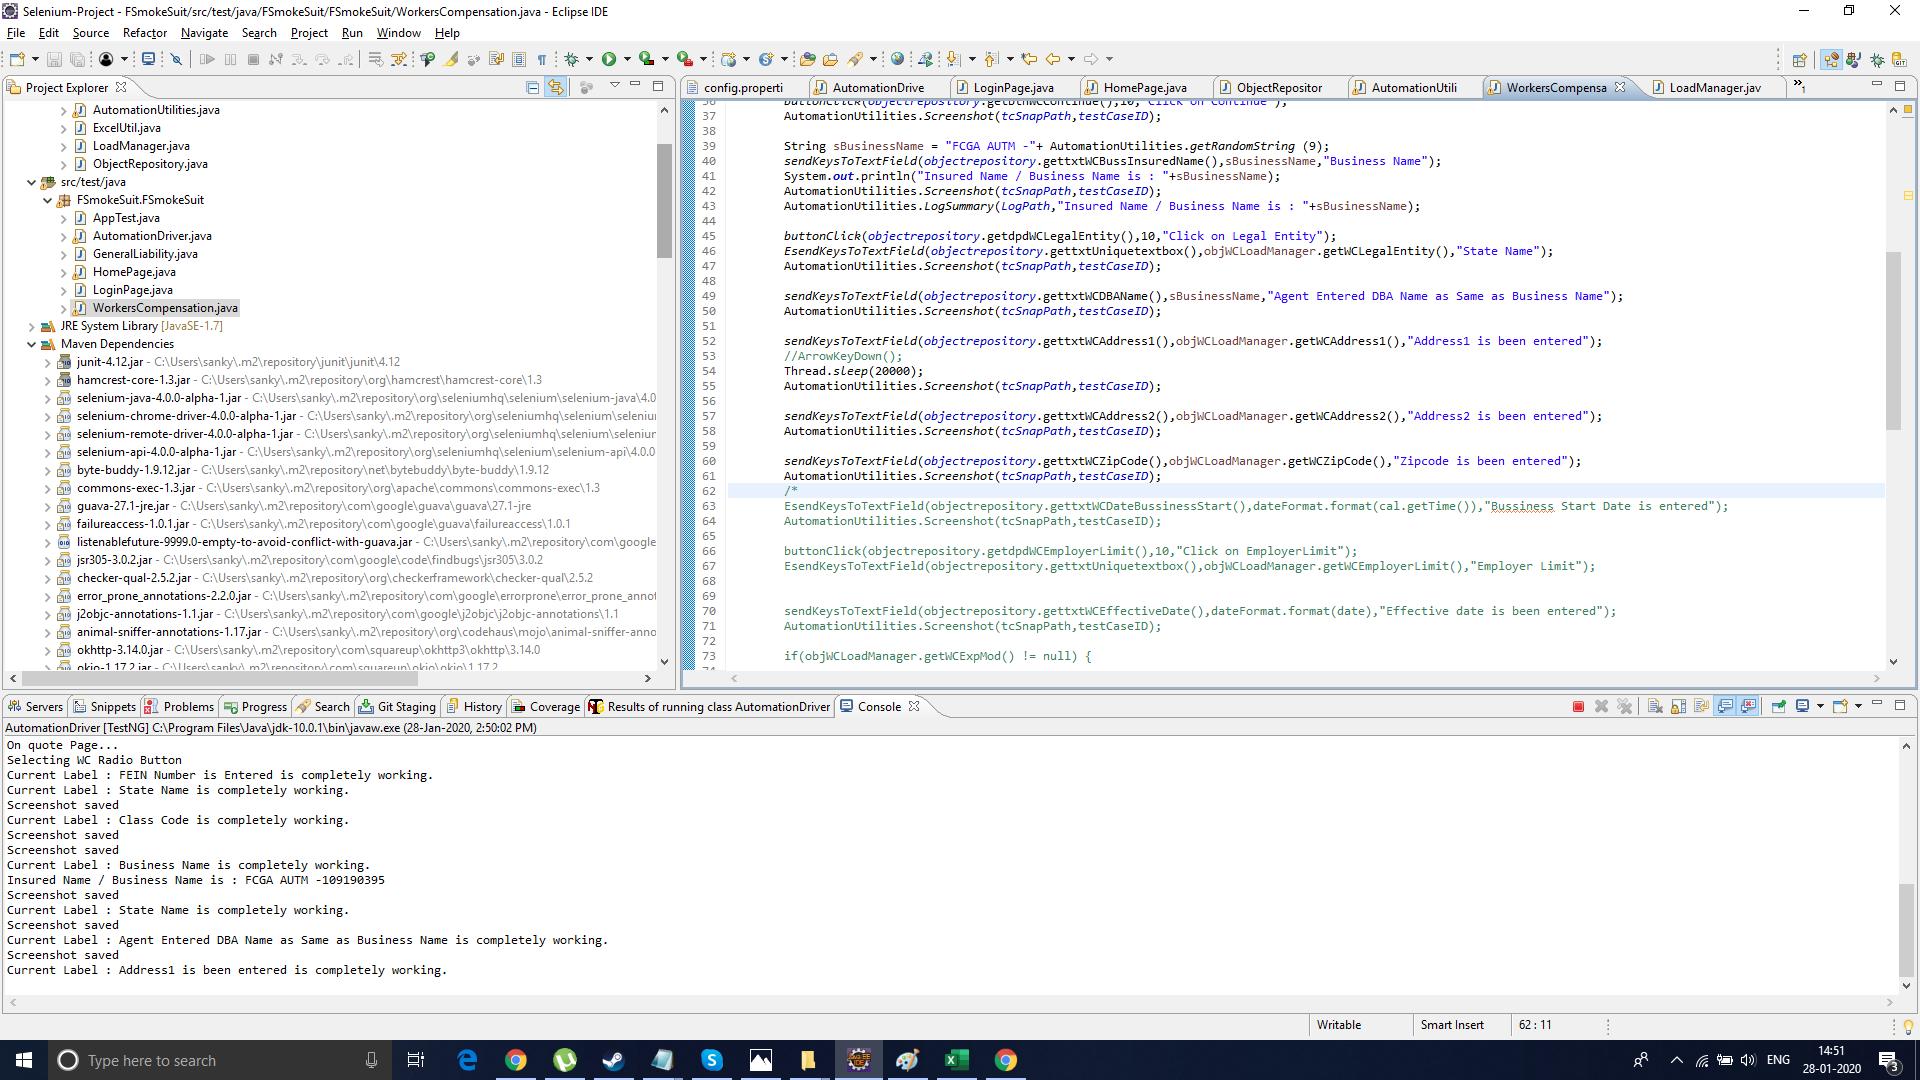 Selenium-Project - FSmokeSuit/src/test/java/FSmokeSuit/FSmokeSuit/WorkersCompensation.java - Eclipse IDE
File Edit Source Refactor Navigate Search Project Run Window Help
Project Explorer
config.properti AutomationDrive LoginPage.java HomePage.java ObjectRepositor AutomationUtili WorkersCompensa LoadManager.jav »1
AutomationUtilities.java
ExcelUtil.java
LoadManager.java
ObjectRepository.java
src/test/java
FSmokeSuit.FSmokeSuit
AppTest.java
AutomationDriver.java
GeneralLiability.java
HomePage.java
LoginPage.java
WorkersCompensation.java
JRE System Library [JavaSE-1.7]
Maven Dependencies
junit-4.12.jar - C:\Users\sanky\.m2\repository\junit\junit\4.12
hamcrest-core-1.3.jar - C:\Users\sanky\.m2\repository\org\hamcrest\hamcrest-core\1.3
selenium-java-4.0.0-alpha-1.jar - C:\Users\sanky\.m2\repository\org\seleniumhq\selenium\selenium-java\4.0
selenium-chrome-driver-4.0.0-alpha-1.jar - C:\Users\sanky\.m2\repository\org\seleniumhq\selenium\seleniur
selenium-remote-driver-4.0.0-alpha-1.jar - C:\Users\sanky\.m2\repository\org\seleniumhq\selenium\seleniur
selenium-api-4.0.0-alpha-1.jar - C:\Users\sanky\.m2\repository\org\seleniumhq\selenium\selenium-api\4.0.0
byte-buddy-1.9.12.jar - C:\Users\sanky\.m2\repository\net\bytebuddy\byte-buddy\1.9.12
commons-exec-1.3.jar - C:\Users\sanky\.m2\repository\org\apache\commons\commons-exec\1.3
guava-27.1-jre.jar - C:\Users\sanky\.m2\repository\com\google\guava\guava\27.1-jre
failureaccess-1.0.1.jar - C:\Users\sanky\.m2\repository\com\google\guava\failureaccess\1.0.1
listenablefuture-9999.0-empty-to-avoid-conflict-with-guava.jar - C:\Users\sanky\.m2\repository\com\google
jsr305-3.0.2.jar - C:\Users\sanky\.m2\repository\com\google\code\findbugs\jsr305\3.0.2
checker-qual-2.5.2.jar - C:\Users\sanky\.m2\repository\org\checkerframework\checker-qual\2.5.2
error_prone_annotations-2.2.0.jar - C:\Users\sanky\.m2\repository\com\google\errorprone\error_prone_annot
j2objc-annotations-1.1.jar - C:\Users\sanky\.m2\repository\com\google\j2objc\j2objc-annotations\1.1
animal-sniffer-annotations-1.17.jar - C:\Users\sanky\.m2\repository\org\codehaus\mojo\animal-sniffer-anno
okhttp-3.14.0.jar - C:\Users\sanky\.m2\repository\com\squareup\okhttp3\okhttp\3.14.0
okio-1.17.2.jar - C:\Users\sanky\.m2\repository\com\squareup\okio\okio\1.17.2
36 buttonClick(objectrepository.getbtnWCContinue(),10,"Click on Continue");
37 AutomationUtilities.Screenshot(tcSnapPath,testCaseID);
38
39 String sBusinessName = "FCGA AUTM -"+ AutomationUtilities.getRandomString (9);
40 sendKeysToTextField(objectrepository.gettxtWCBussInsuredName(),sBusinessName,"Business Name");
41 System.out.println("Insured Name / Business Name is : "+sBusinessName);
42 AutomationUtilities.Screenshot(tcSnapPath,testCaseID);
43 AutomationUtilities.LogSummary(LogPath,"Insured Name / Business Name is : "+sBusinessName);
44
45 buttonClick(objectrepository.getdpdWCLegalEntity(),10,"Click on Legal Entity");
46 EsendKeysToTextField(objectrepository.gettxtUniquetextbox(),objWCLoadManager.getWCLegalEntity(),"State Name");
47 AutomationUtilities.Screenshot(tcSnapPath,testCaseID);
48
49 sendKeysToTextField(objectrepository.gettxtWCDBAName(),sBusinessName,"Agent Entered DBA Name as Same as Business Name");
50 AutomationUtilities.Screenshot(tcSnapPath,testCaseID);
51
52 sendKeysToTextField(objectrepository.gettxtWCAddress1(),objWCLoadManager.getWCAddress1(),"Address1 is been entered");
53 //ArrowKeyDown();
54 Thread.sleep(20000);
55 AutomationUtilities.Screenshot(tcSnapPath,testCaseID);
56
57 sendKeysToTextField(objectrepository.gettxtWCAddress2(),objWCLoadManager.getWCAddress2(),"Address2 is been entered");
58 AutomationUtilities.Screenshot(tcSnapPath,testCaseID);
59
60 sendKeysToTextField(objectrepository.gettxtWCZipCode(),objWCLoadManager.getWCZipCode(),"Zipcode is been entered");
61 AutomationUtilities.Screenshot(tcSnapPath,testCaseID);
62 /*
63 EsendKeysToTextField(objectrepository.gettxtWCDateBussinessStart(),dateFormat.format(cal.getTime()),"Bussiness Start Date is entered");
64 AutomationUtilities.Screenshot(tcSnapPath,testCaseID);
65
66 buttonClick(objectrepository.getdpdWCEmployerLimit(),10,"Click on EmployerLimit");
67 EsendKeysToTextField(objectrepository.gettxtUniquetextbox(),objWCLoadManager.getWCEmployerLimit(),"Employer Limit");
68
69
70 sendKeysToTextField(objectrepository.gettxtWCEffectiveDate(),dateFormat.format(date),"Effective date is been entered");
71 AutomationUtilities.Screenshot(tcSnapPath,testCaseID);
72
73 if(objWCLoadManager.getWCExpMod() != null) {
Servers Snippets Problems Progress Search Git Staging History Coverage Results of running class AutomationDriver Console
AutomationDriver [TestNG] C:\Program Files\Java\jdk-10.0.1\bin\javaw.exe (28-Jan-2020, 2:50:02 PM)
On quote Page...
Selecting WC Radio Button
Current Label : FEIN Number is Entered is completely working.
Current Label : State Name is completely working.
Screenshot saved
Current Label : Class Code is completely working.
Screenshot saved
Screenshot saved
Current Label : Business Name is completely working.
Insured Name / Business Name is : FCGA AUTM -109190395
Screenshot saved
Current Label : State Name is completely working.
Screenshot saved
Current Label : Agent Entered DBA Name as Same as Business Name is completely working.
Screenshot saved
Current Label : Address1 is been entered is completely working.
Writable Smart Insert 62 : 11
Type here to search
ENG
14:51
28-01-2020
3